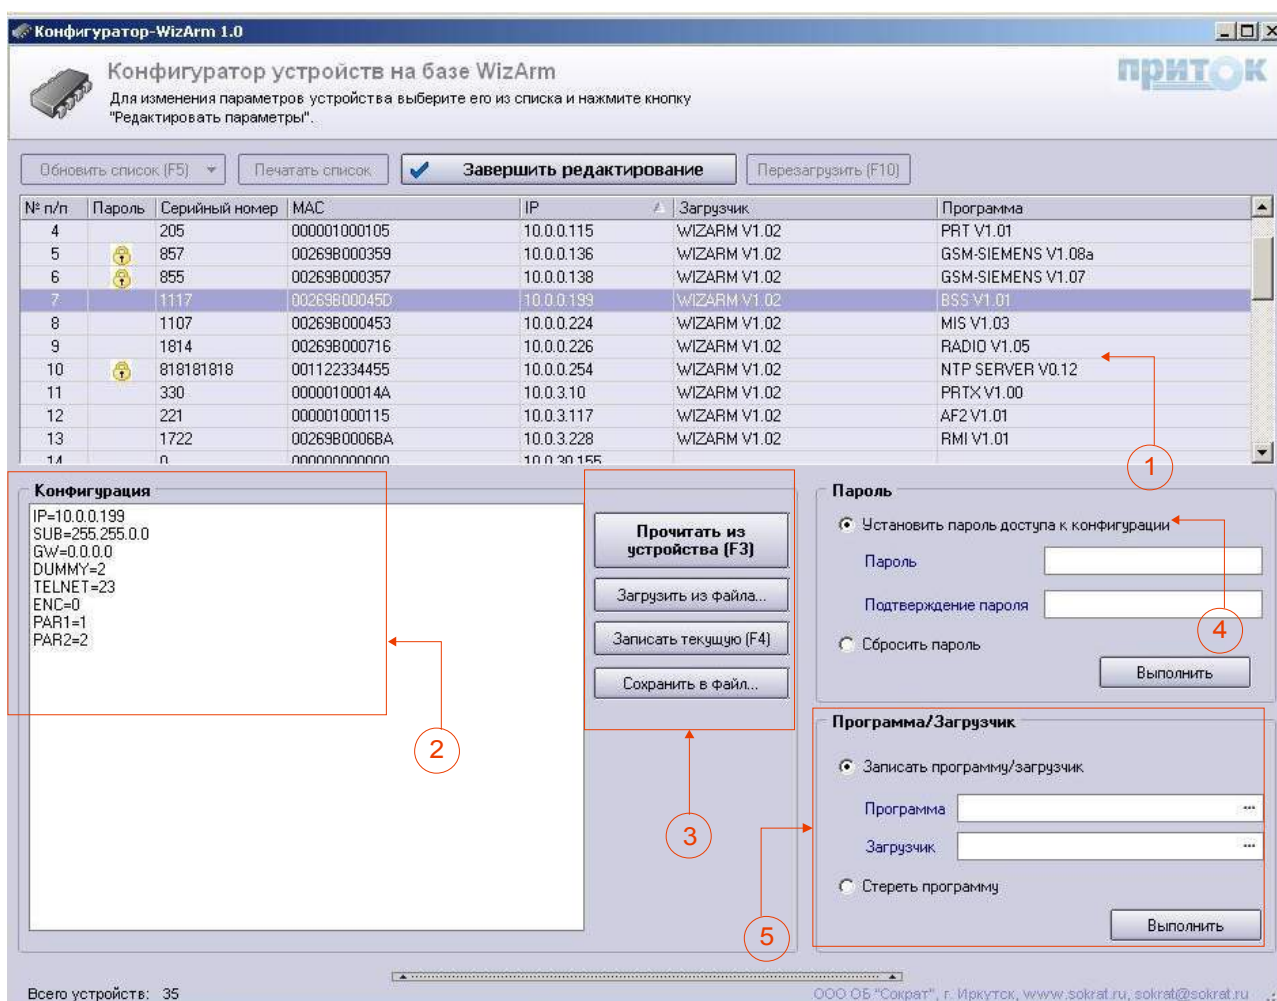 Конфигуратор-WizArm 1.0
Конфигуратор устройств на базе WizArm
Для изменения параметров устройства выберите его из списка и нажмите кнопку
"Редактировать параметры".
ПРИТОК
Обновить список (F5) Печатать список Завершить редактирование Перезагрузить (F10)
№ п/п Пароль Серийный номер MAC IP Загрузчик Программа
4 205 000001000105 10.0.0.115 WIZARM V1.02 PRT V1.01
5 857 00269B000359 10.0.0.136 WIZARM V1.02 GSM-SIEMENS V1.08a
6 855 00269B000357 10.0.0.138 WIZARM V1.02 GSM-SIEMENS V1.07
7 1117 00269B00045D 10.0.0.199 WIZARM V1.02 BSS V1.01
8 1107 00269B000453 10.0.0.224 WIZARM V1.02 MIS V1.03
9 1814 00269B000716 10.0.0.226 WIZARM V1.02 RADIO V1.05
10 818181818 001122334455 10.0.0.254 WIZARM V1.02 NTP SERVER V0.12
11 330 00000100014A 10.0.3.10 WIZARM V1.02 PRTX V1.00
12 221 000001000115 10.0.3.117 WIZARM V1.02 AF2 V1.01
13 1722 00269B0006BA 10.0.3.228 WIZARM V1.02 RMI V1.01
14 0 000000000000 10.0.30.155
1
Конфигурация
IP=10.0.0.199
SUB=255.255.0.0
GW=0.0.0.0
DUMMY=2
TELNET=23
ENC=0
PAR1=1
PAR2=2
2
Прочитать из
устройства (F3)
Загрузить из файла...
Записать текущую (F4)
Сохранить в файл...
3
Пароль
Установить пароль доступа к конфигурации
Пароль
Подтверждение пароля
4
Сбросить пароль
Выполнить
Программа/Загрузчик
Записать программу/загрузчик
Программа ...
Загрузчик ...
Стереть программу
5
Выполнить
Всего устройств: 35
ООО ОБ "Сократ", г. Иркутск, www.sokrat.ru, sokrat@sokrat.ru